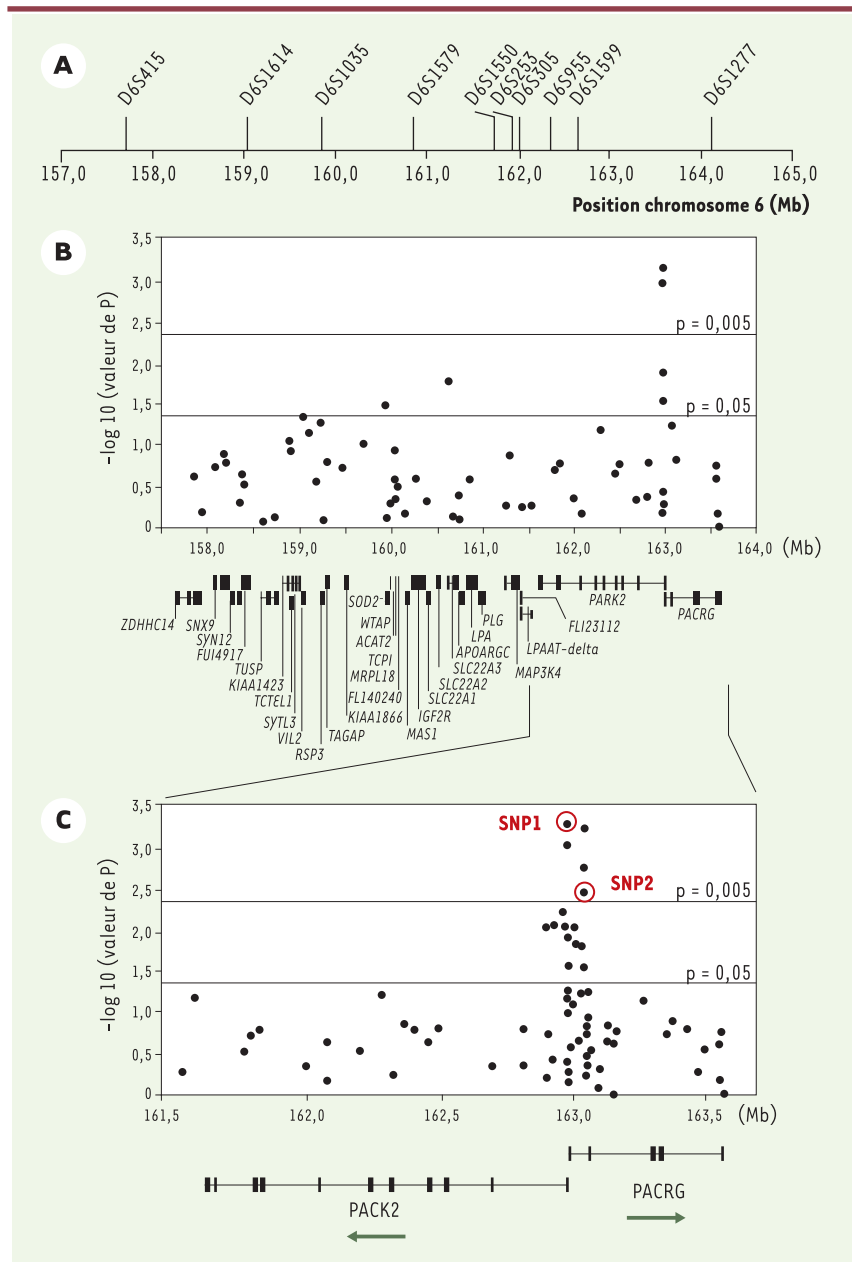 A
D6S415
D6S1614
D6S1035
D6S1579
D6S1550
D6S253
D6S305
D6S955
D6S1599
D6S1277
157,0 158,0 159,0 160,0 161,0 162,0 163,0 164,0 165,0
Position chromosome 6 (Mb)
B
-log 10 (valeur de P)
3,5
3,0
2,5
2,0
1,5
1,0
0,5
0
p = 0,005
p = 0,05
158,0 159,0 160,0 161,0 162,0 163,0 164,0 (Mb)
ZDHHC14
SNX9
SYN12
FUI4917
TUSP
KIAA1423
TCTEL1
SYTL3
VIL2
RSP3
TAGAP
SOD2
WTAP
ACAT2
TCPI
MRPL18
FL140240
KIAA1866
MAS1
IGF2R
SLC22A1
SLC22A2
SLC22A3
APOARGC
LPA
PLG
MAP3K4
LPAAT-delta
FLI23112
PARK2
PACRG
C
-log 10 (valeur de P)
3,5
3,0
2,5
2,0
1,5
1,0
0,5
0
SNP1
SNP2
p = 0,005
p = 0,05
161,5 162,0 162,5 163,0 163,5 (Mb)
PACK2
PACRG